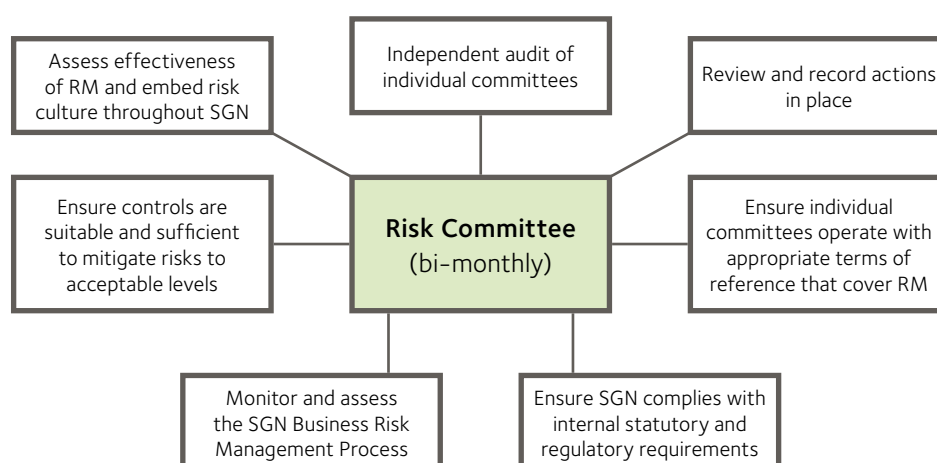 Assess effectiveness
of RM and embed risk
culture throughout SGN
Independent audit of
individual committees
Review and record actions
in place
Ensure controls are
suitable and sufficient
to mitigate risks to
acceptable levels
Risk Committee
(bi-monthly)
Ensure individual
committees operate with
appropriate terms of
reference that cover RM
Monitor and assess
the SGN Business Risk
Management Process
Ensure SGN complies with
internal statutory and
regulatory requirements